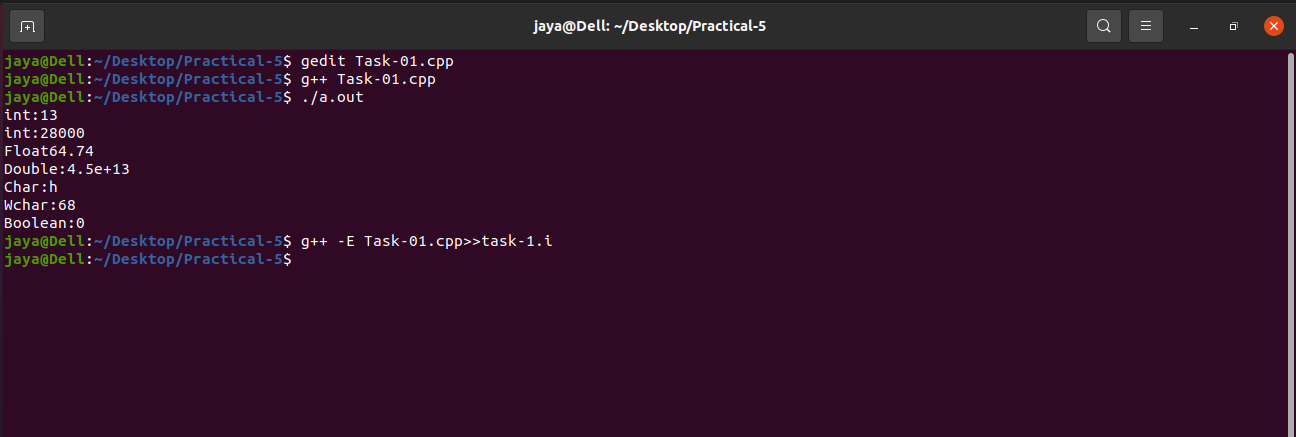 jaya@Dell: ~/Desktop/Practical-5
jaya@Dell:~/Desktop/Practical-5$ gedit Task-01.cpp
jaya@Dell:~/Desktop/Practical-5$ g++ Task-01.cpp
jaya@Dell:~/Desktop/Practical-5$ ./a.out
int:13
int:28000
Float64.74
Double:4.5e+13
Char:h
Wchar:68
Boolean:0
jaya@Dell:~/Desktop/Practical-5$ g++ -E Task-01.cpp>>task-1.i
jaya@Dell:~/Desktop/Practical-5$